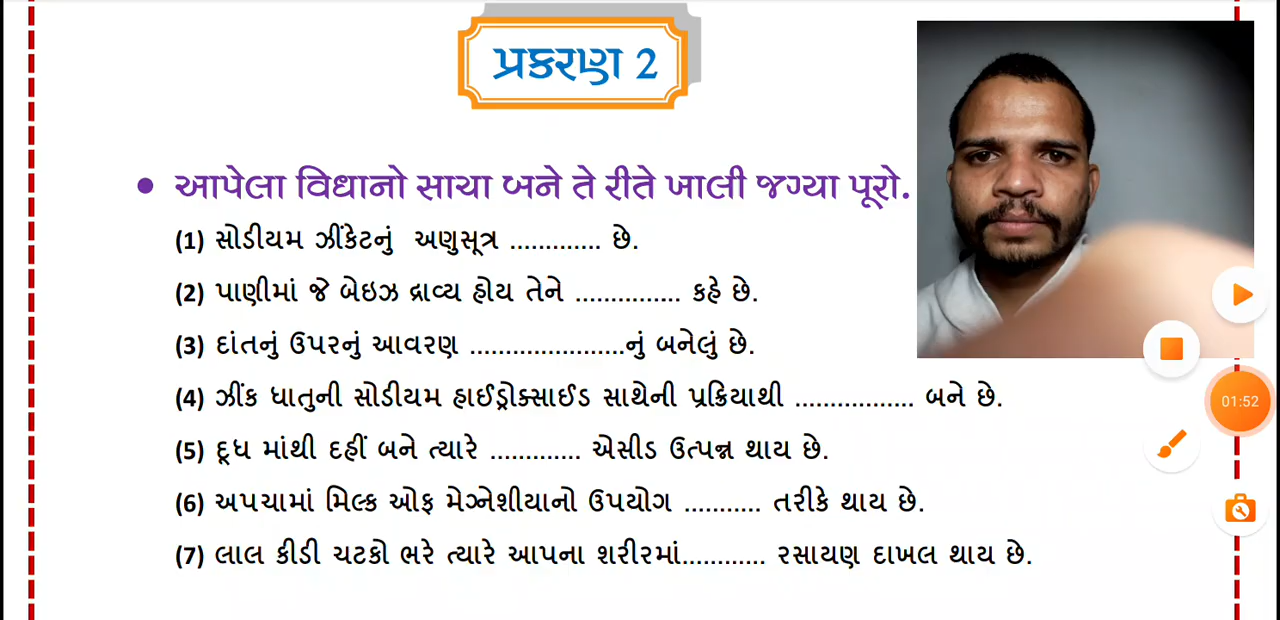 પ્રકરણ 2
• આપેલા વિધાનો સાચા બને તે રીતે ખાલી જગ્યા પૂરો.
(1) સોડીયમ ઝીંકેટનું અણુસૂત્ર ............. છે.
(2) પાણીમાં જે બેઇઝ દ્રાવ્ય હોય તેને ............... કહે છે.
(3) દાંતનું ઉપરનું આવરણ ......................નું બનેલું છે.
(4) ઝીંક ધાતુની સોડીયમ હાઈડ્રોક્સાઈડ સાથેની પ્રક્રિયાથી ................. બને છે.
01:52
(5) દૂધ માંથી દહીં બને ત્યારે ............. એસીડ ઉત્પન્ન થાય છે.
(6) અપચામાં મિલ્ક ઓફ મેગ્નેશીયાનો ઉપયોગ ........... તરીકે થાય છે.
(7) લાલ કીડી ચટકો ભરે ત્યારે આપના શરીરમાં............ રસાયણ દાખલ થાય છે.